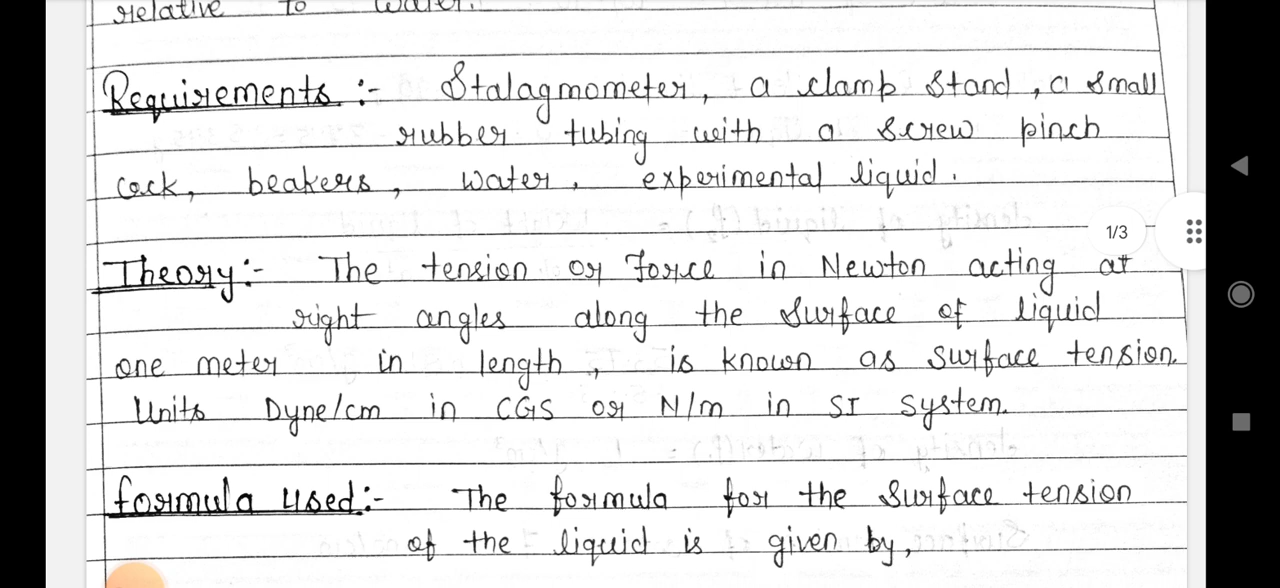 relative to water.
Requirements :- Stalagmometer, a clamp stand, a small
rubber tubing with a screw pinch
cock, beakers, water, experimental liquid.
1/3
Theory:- The tension or force in Newton acting at
right angles along the surface of liquid
one meter in length, is known as surface tension.
Units Dyne/cm in CGS or N/m in SI system.
formula used:- The formula for the surface tension
of the liquid is given by,